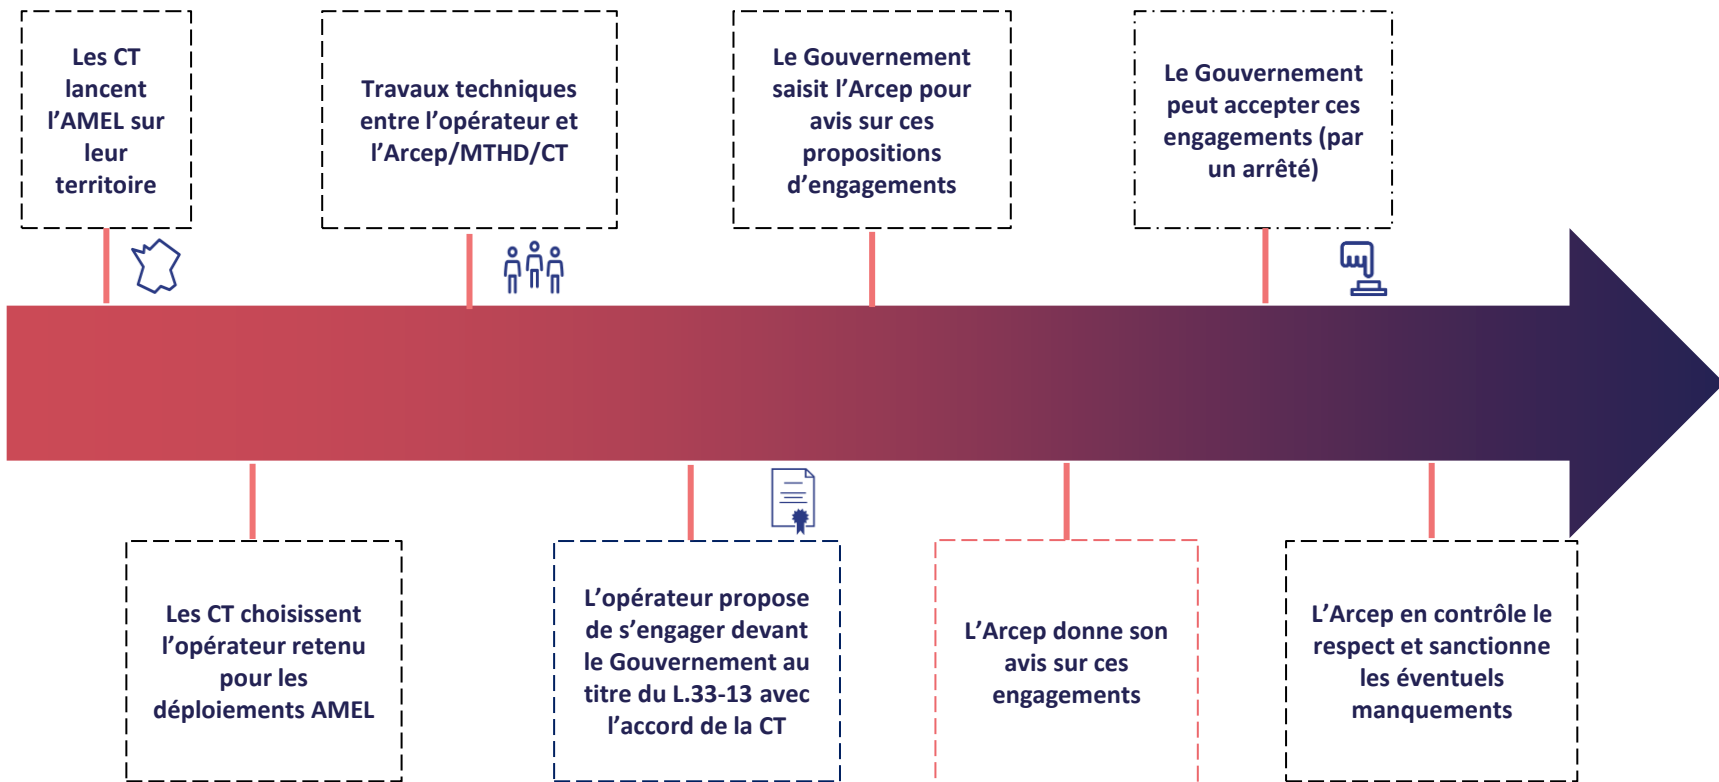 Les CT
lancent
l’AMEL sur
leur
territoire
Travaux techniques
entre l’opérateur et
l’Arcep/MTHD/CT
Le Gouvernement
saisit l’Arcep pour
avis sur ces
propositions
d’engagements
Le Gouvernement
peut accepter ces
engagements (par
un arrêté)
Les CT choisissent
l’opérateur retenu
pour les
déploiements AMEL
L’opérateur propose
de s’engager devant
le Gouvernement au
titre du L.33-13 avec
l’accord de la CT
L’Arcep donne son
avis sur ces
engagements
L’Arcep en contrôle le
respect et sanctionne
les éventuels
manquements